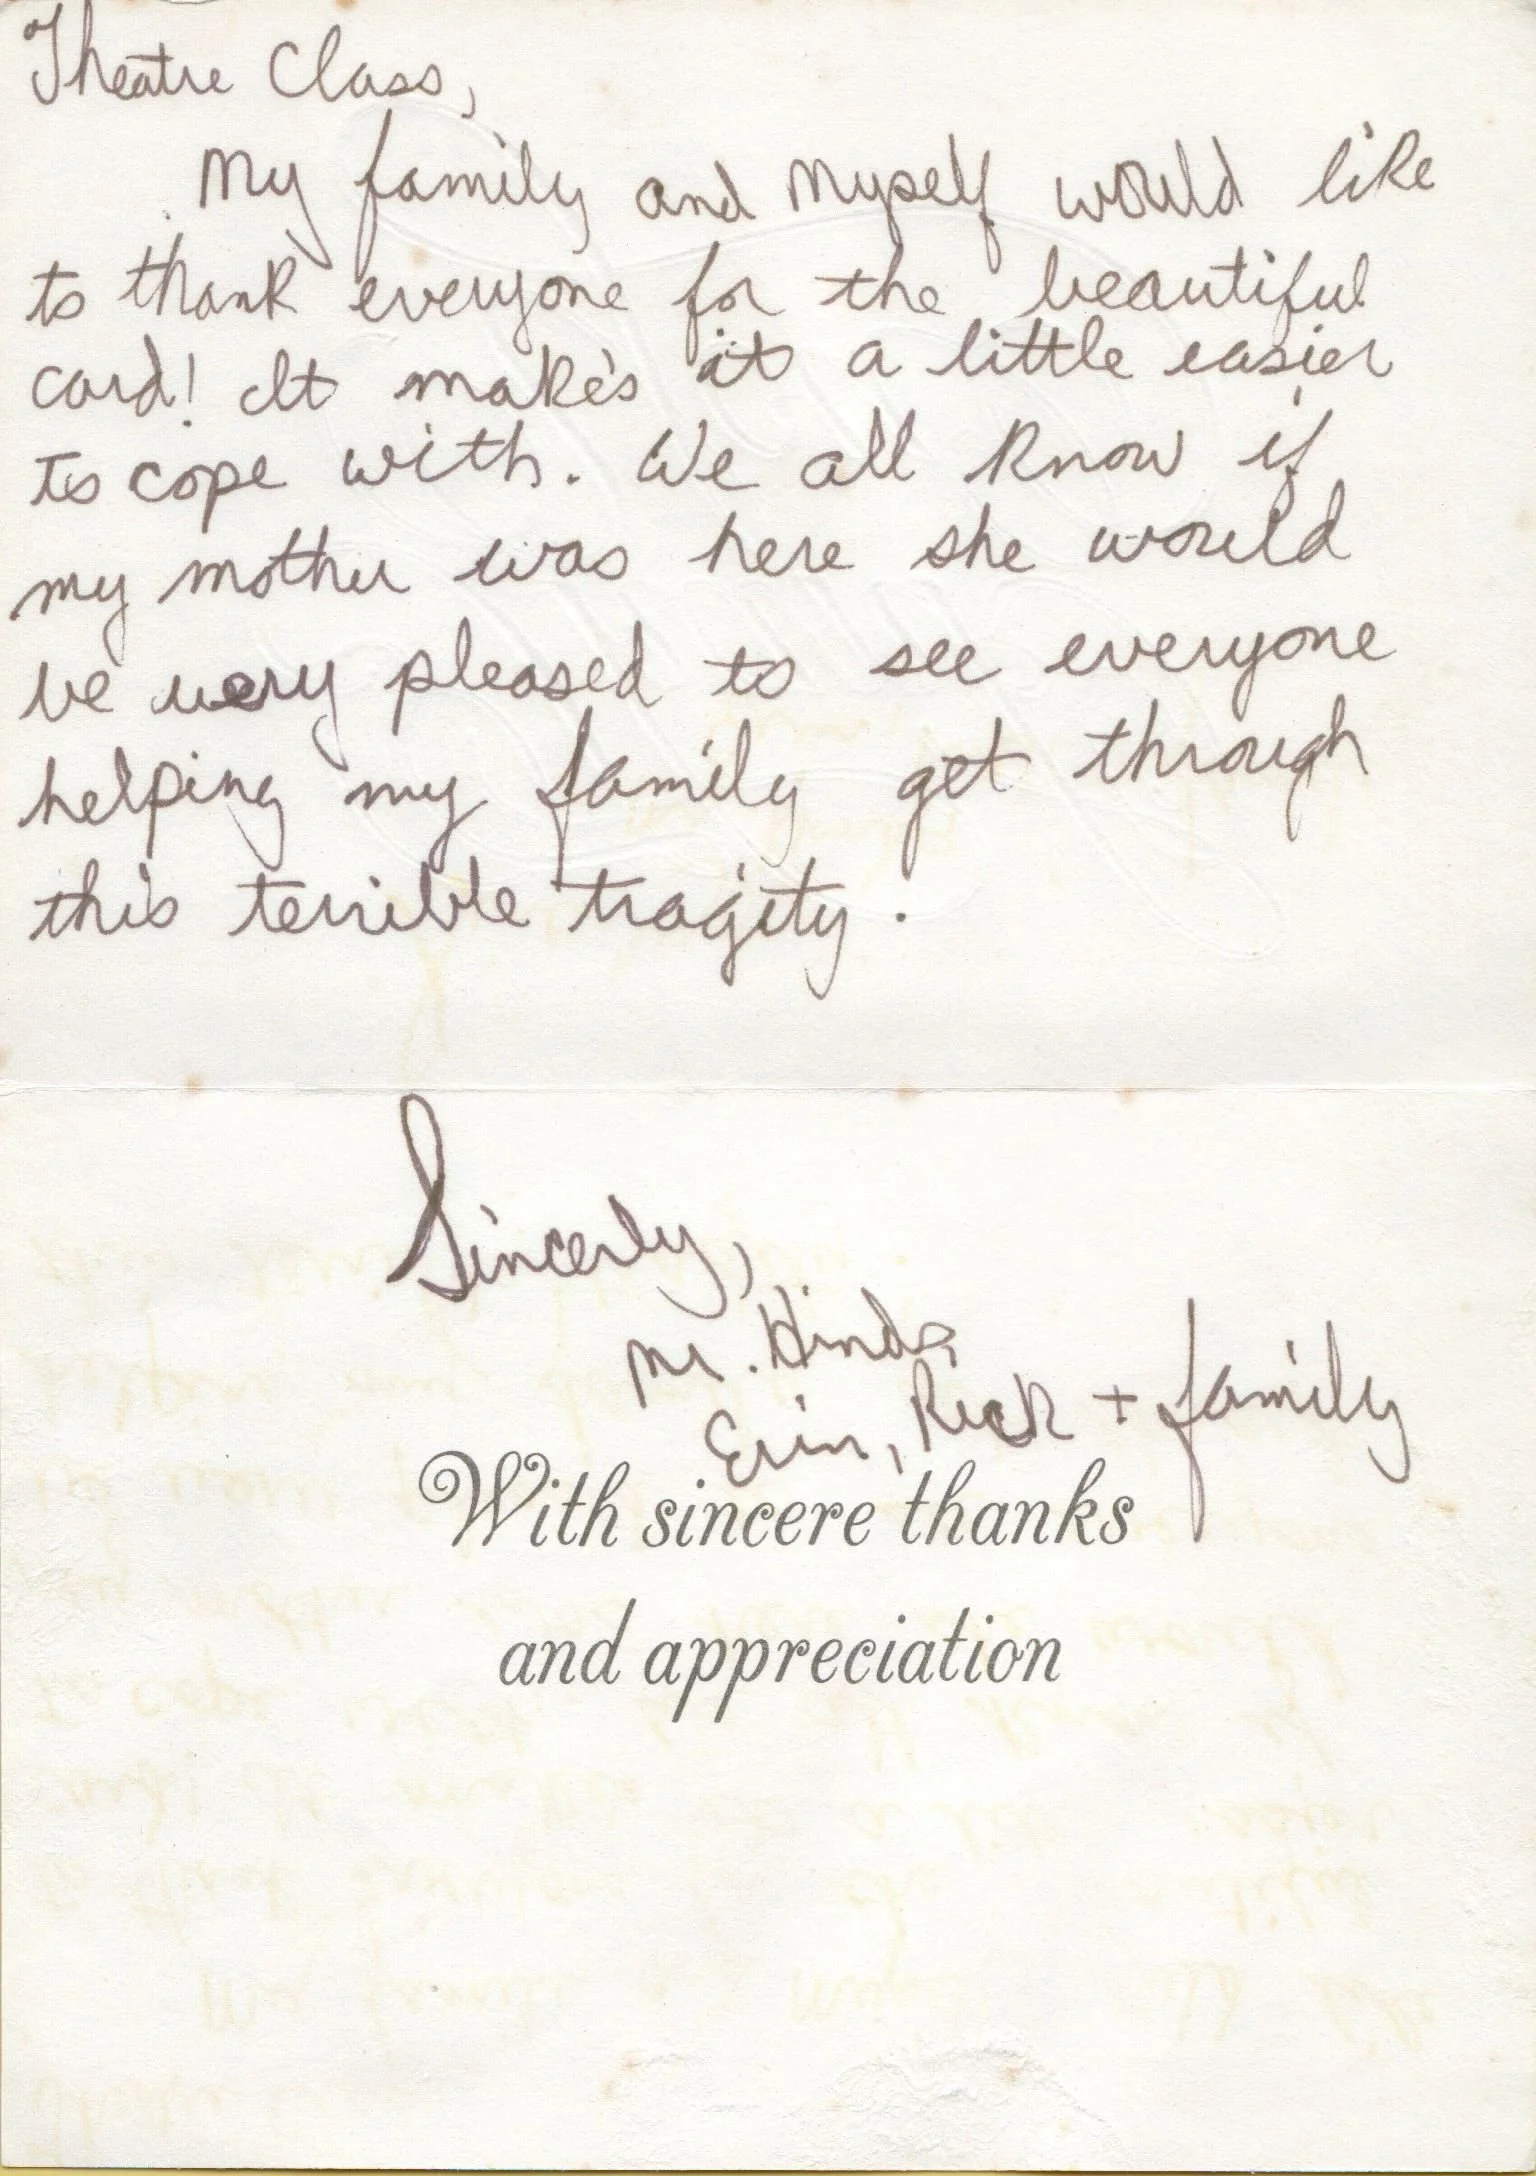 Theatre Class,
My family and Myself would like
to thank everyone for the beautiful
card! It make's it a little easier
to cope with. We all know if
my mother was here she would
be very pleased to see everyone
helping my family get through
this terrible tragity.
Sincerly,
Mr. Hinds,
Erin, Rick + family
With sincere thanks
and appreciation